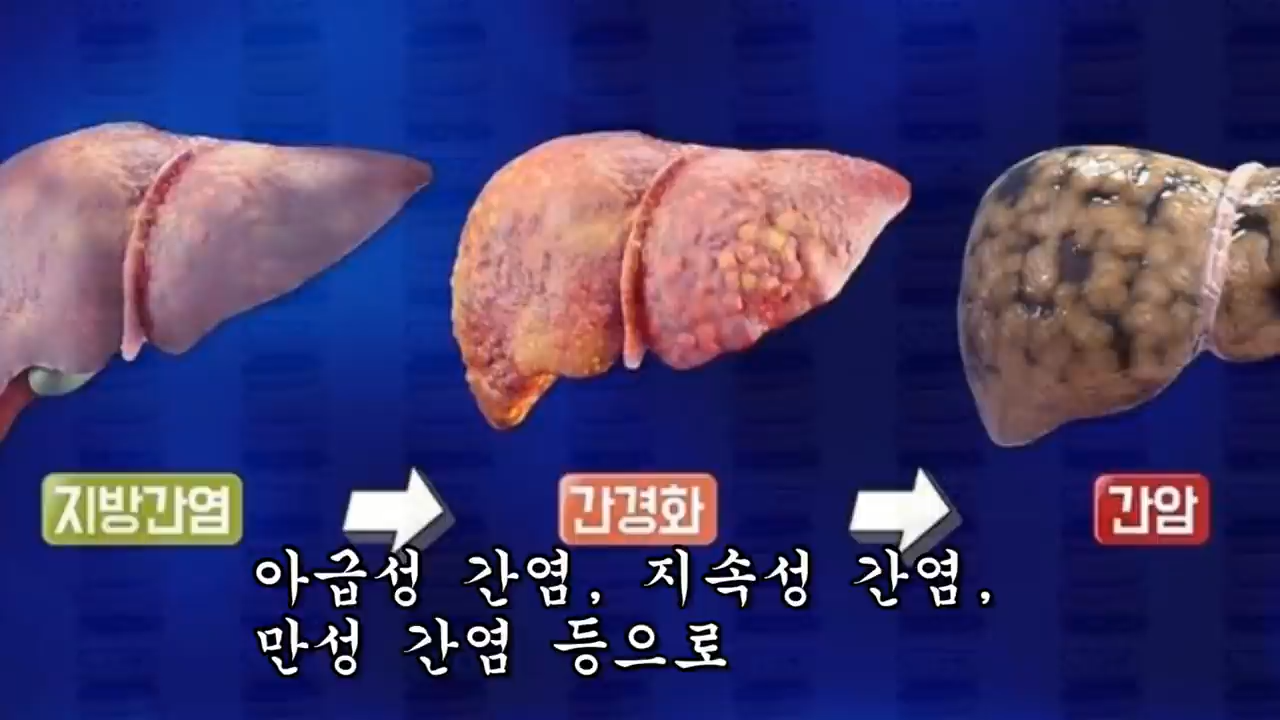 지방간염
간경화
간암
아급성 간염, 지속성 간염,
만성 간염 등으로